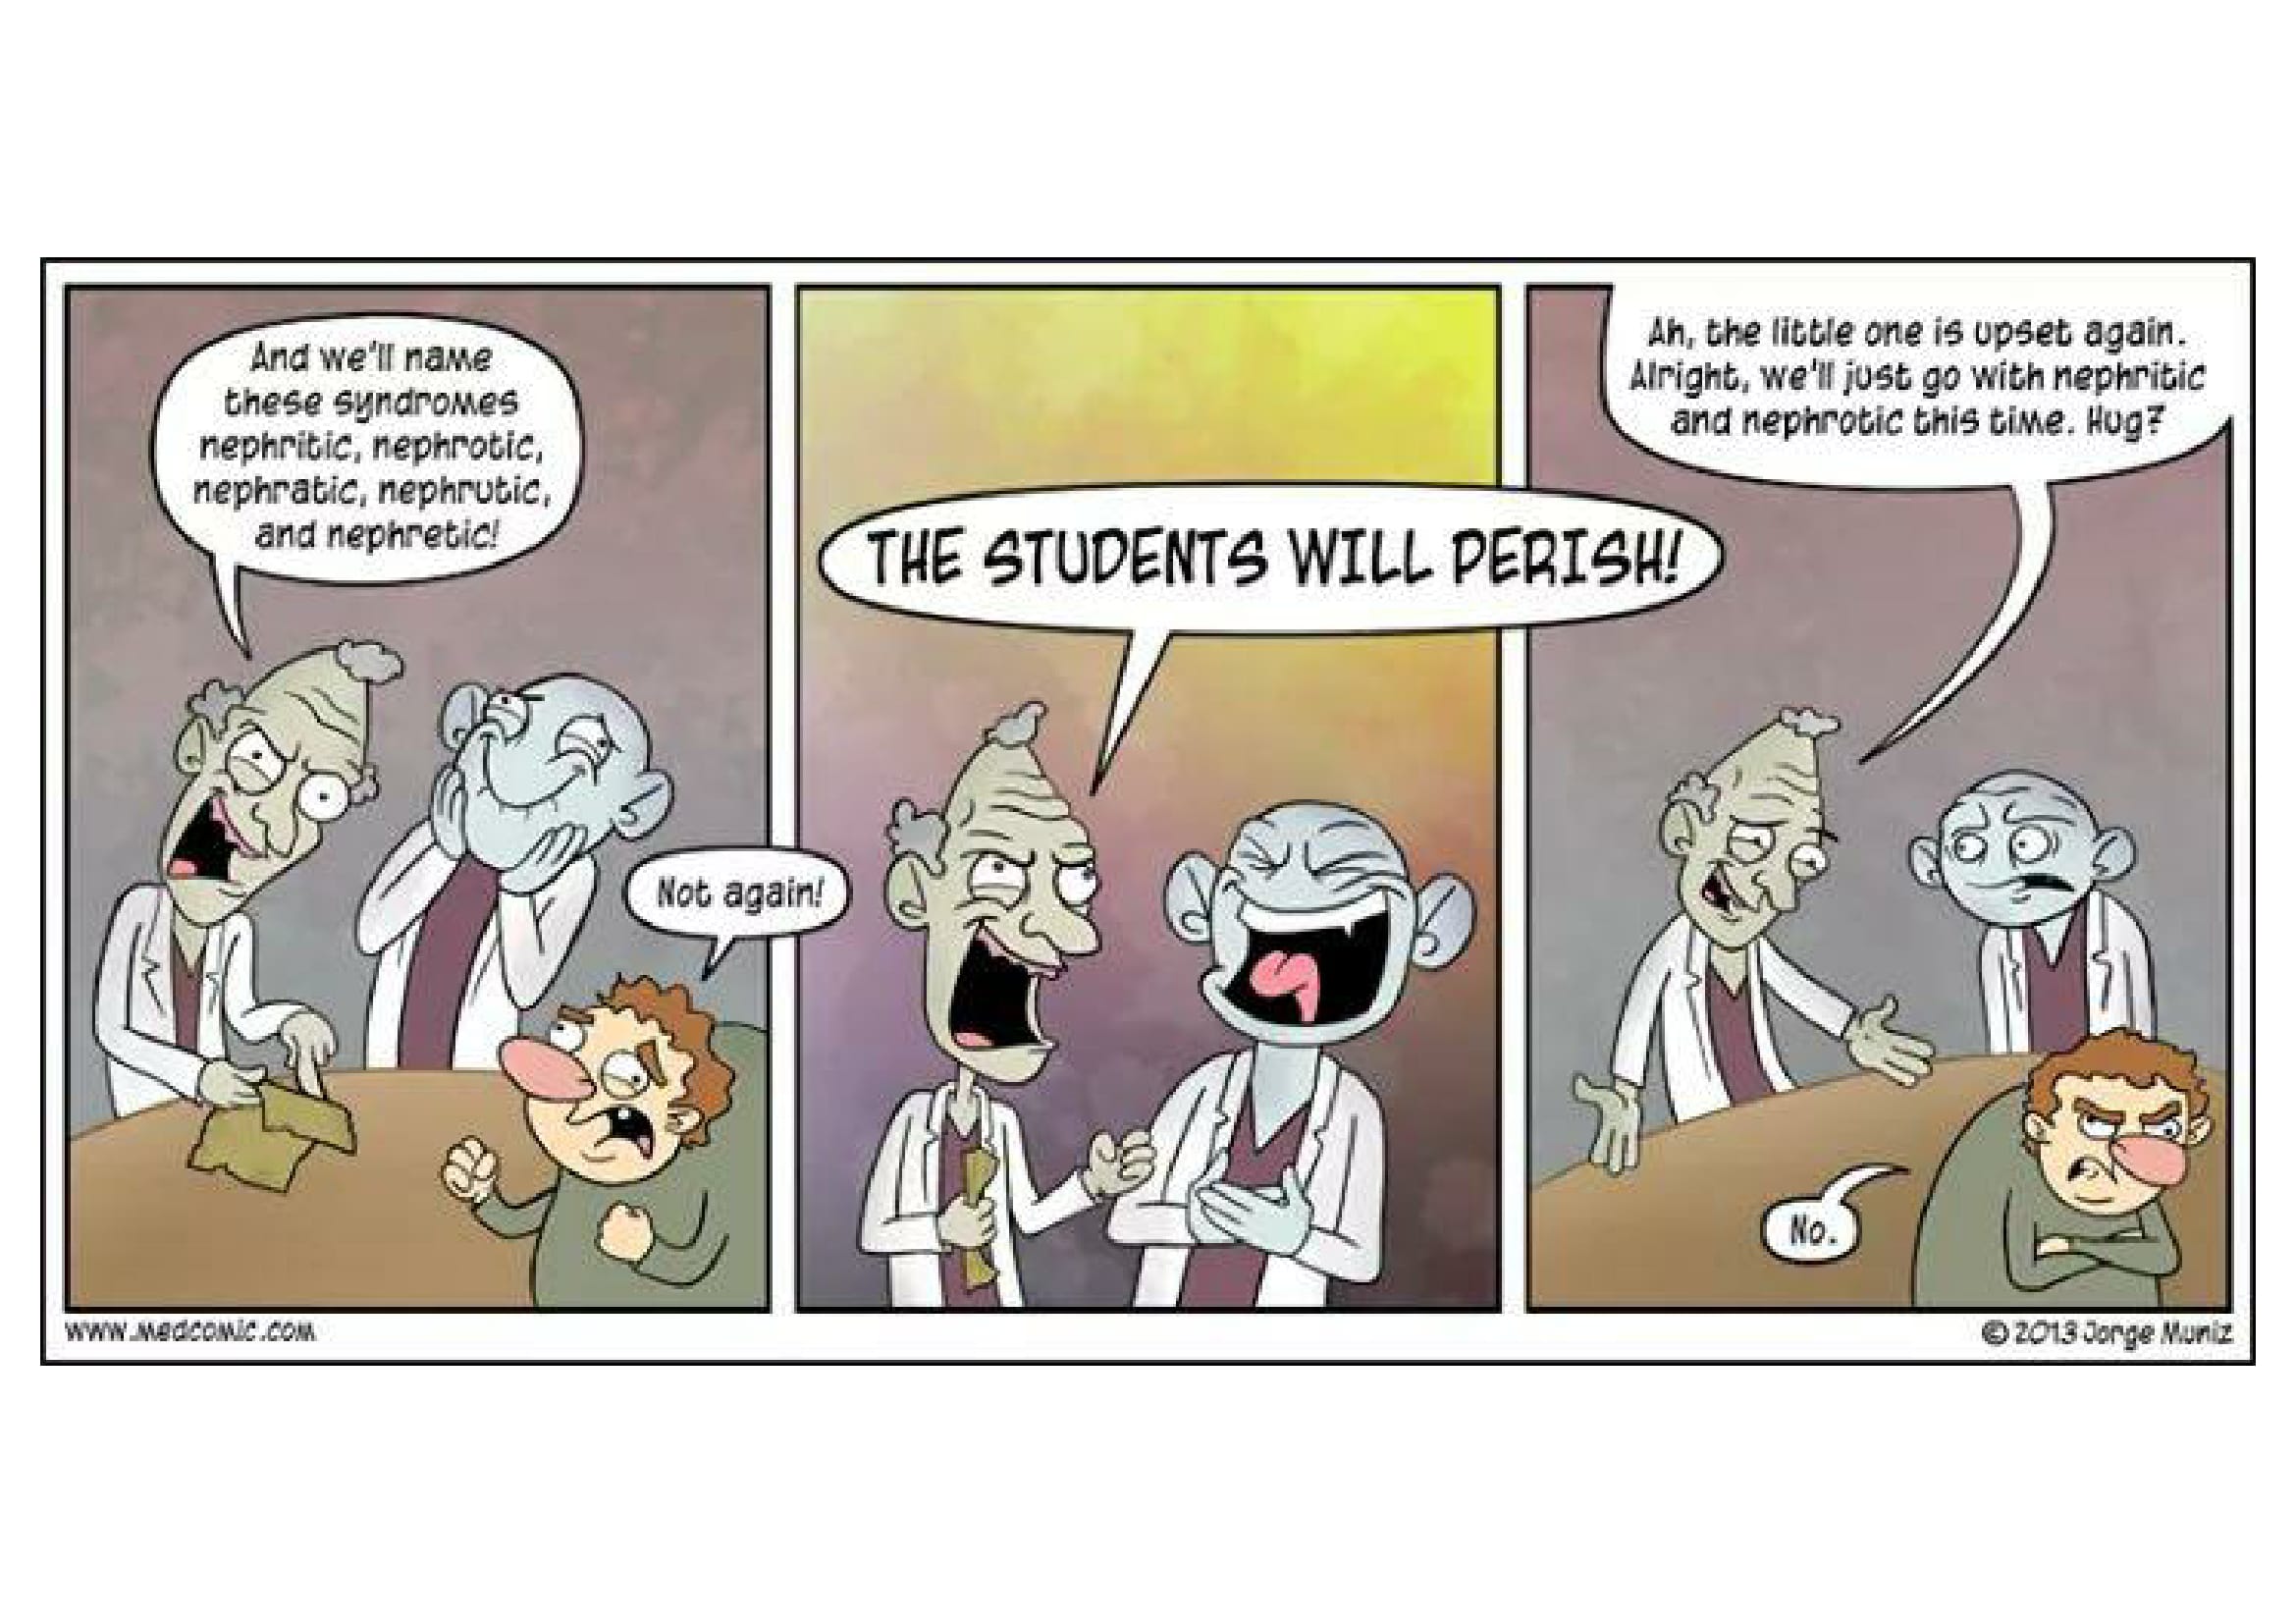 And we'll name
these syndromes
nephritic, nephrotic,
nephratic, nephrutic,
and nephretic!
Not again!
THE STUDENTS WILL PERISH!
Ah, the little one is upset again.
Alright, we'll just go with nephritic
and nephrotic this time. Hug?
No.
www.medcomic.com
© 2013 Jorge Muniz